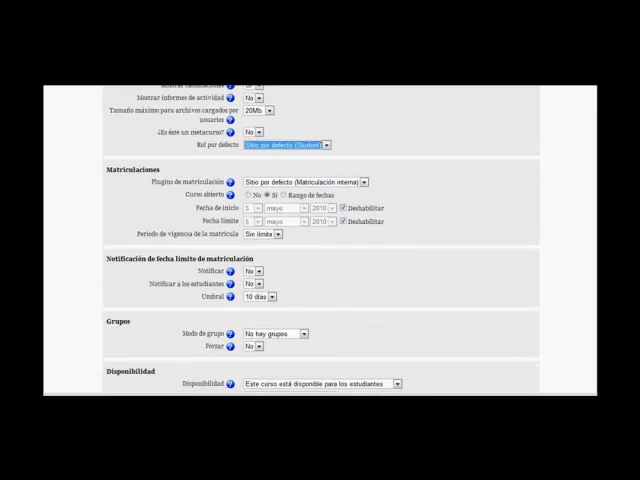 Mostrar informes de actividad No
Tamaño máximo para archivos cargados por usuarios 20Mb
¿Es éste un metacurso? No
Rol por defecto Sitio por defecto (Student)
Matriculaciones
Plugins de matriculación Sitio por defecto (Matriculación interna)
Curso abierto No Sí Rango de fechas
Fecha de inicio 5 mayo 2010 Deshabilitar
Fecha límite 5 mayo 2010 Deshabilitar
Periodo de vigencia de la matrícula Sin límite
Notificación de fecha límite de matriculación
Notificar No
Notificar a los estudiantes No
Umbral 10 días
Grupos
Modo de grupo No hay grupos
Forzar No
Disponibilidad
Disponibilidad Este curso está disponible para los estudiantes